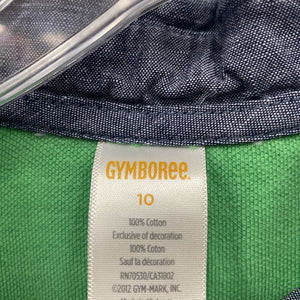 GYMBOREE.
10
100% Cotton
Exclusive of decoration
100% Coton
Sauf la décoration
RN70530/CA31802
©2012 GYM-MARK, INC.